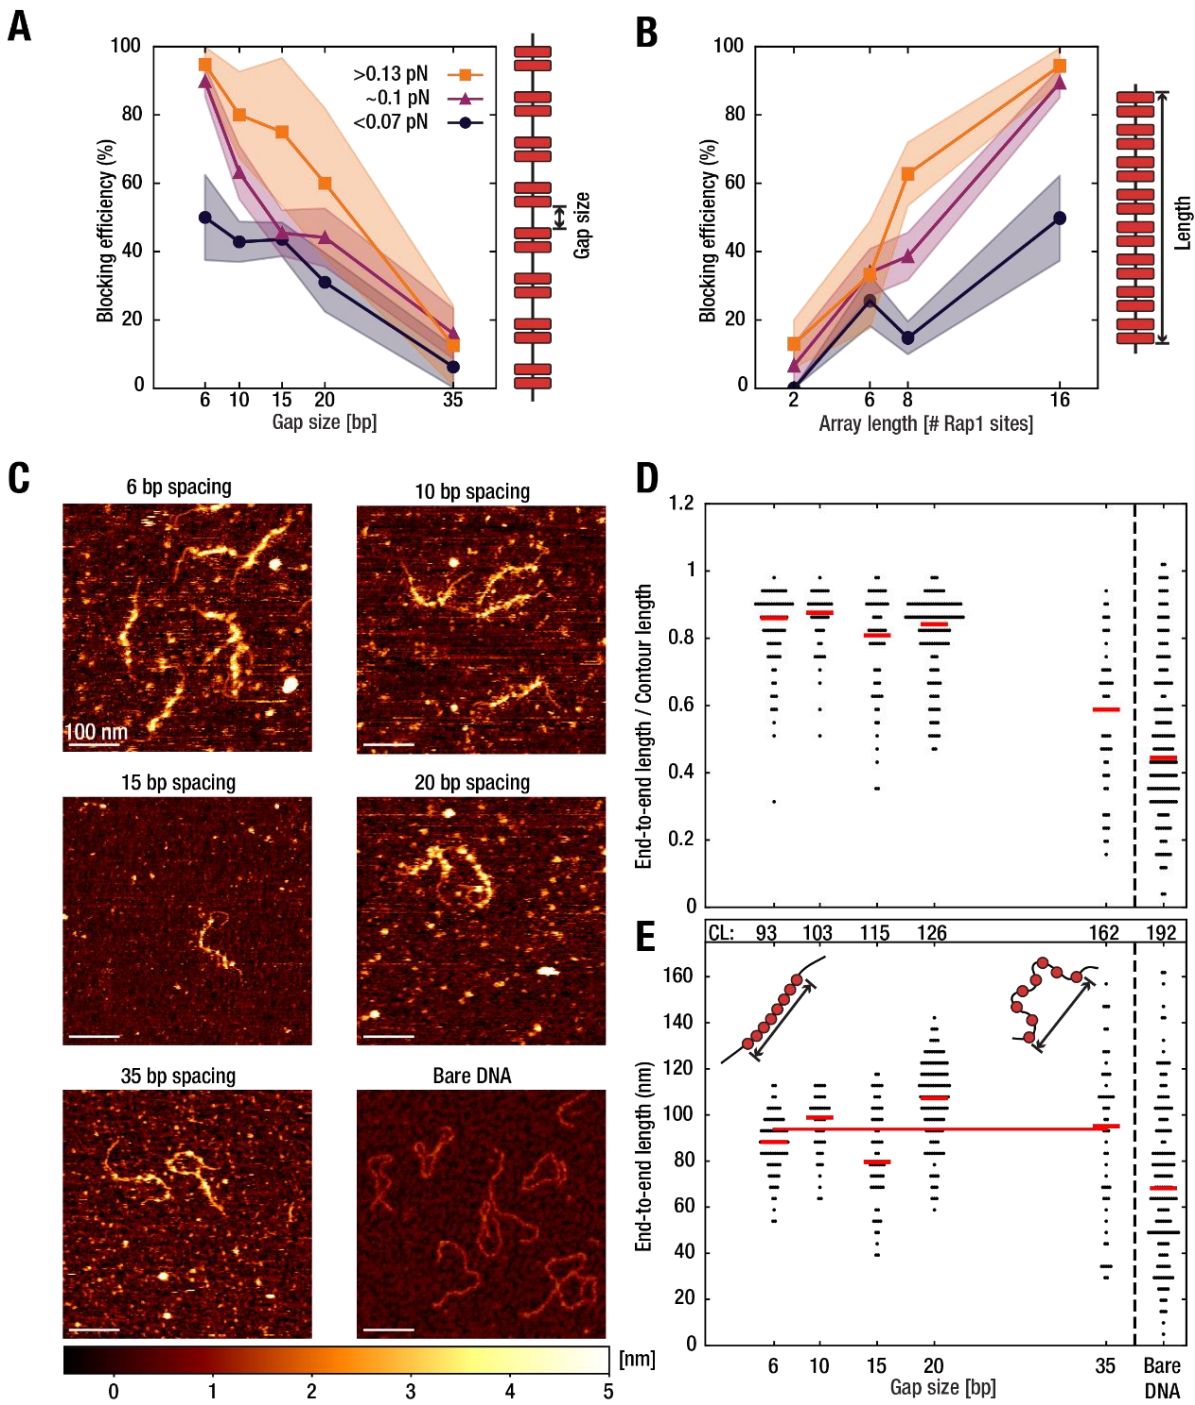 A
B
100
80
60
40
20
0
Blocking efficiency (%)
>0.13 pN
~0.1 pN
<0.07 pN
6 10 15 20 35
Gap size [bp]
Gap size
100
80
60
40
20
0
Blocking efficiency (%)
2 6 8 16
Array length [# Rap1 sites]
Length
C
6 bp spacing
10 bp spacing
100 nm
15 bp spacing
20 bp spacing
35 bp spacing
Bare DNA
0 1 2 3 4 5
[nm]
D
1.2
1
0.8
0.6
0.4
0.2
0
End-to-end length / Contour length
E
CL: 93 103 115 126 162 192
160
140
120
100
80
60
40
20
0
End-to-end length (nm)
6 10 15 20 35 Bare
DNA
Gap size [bp]